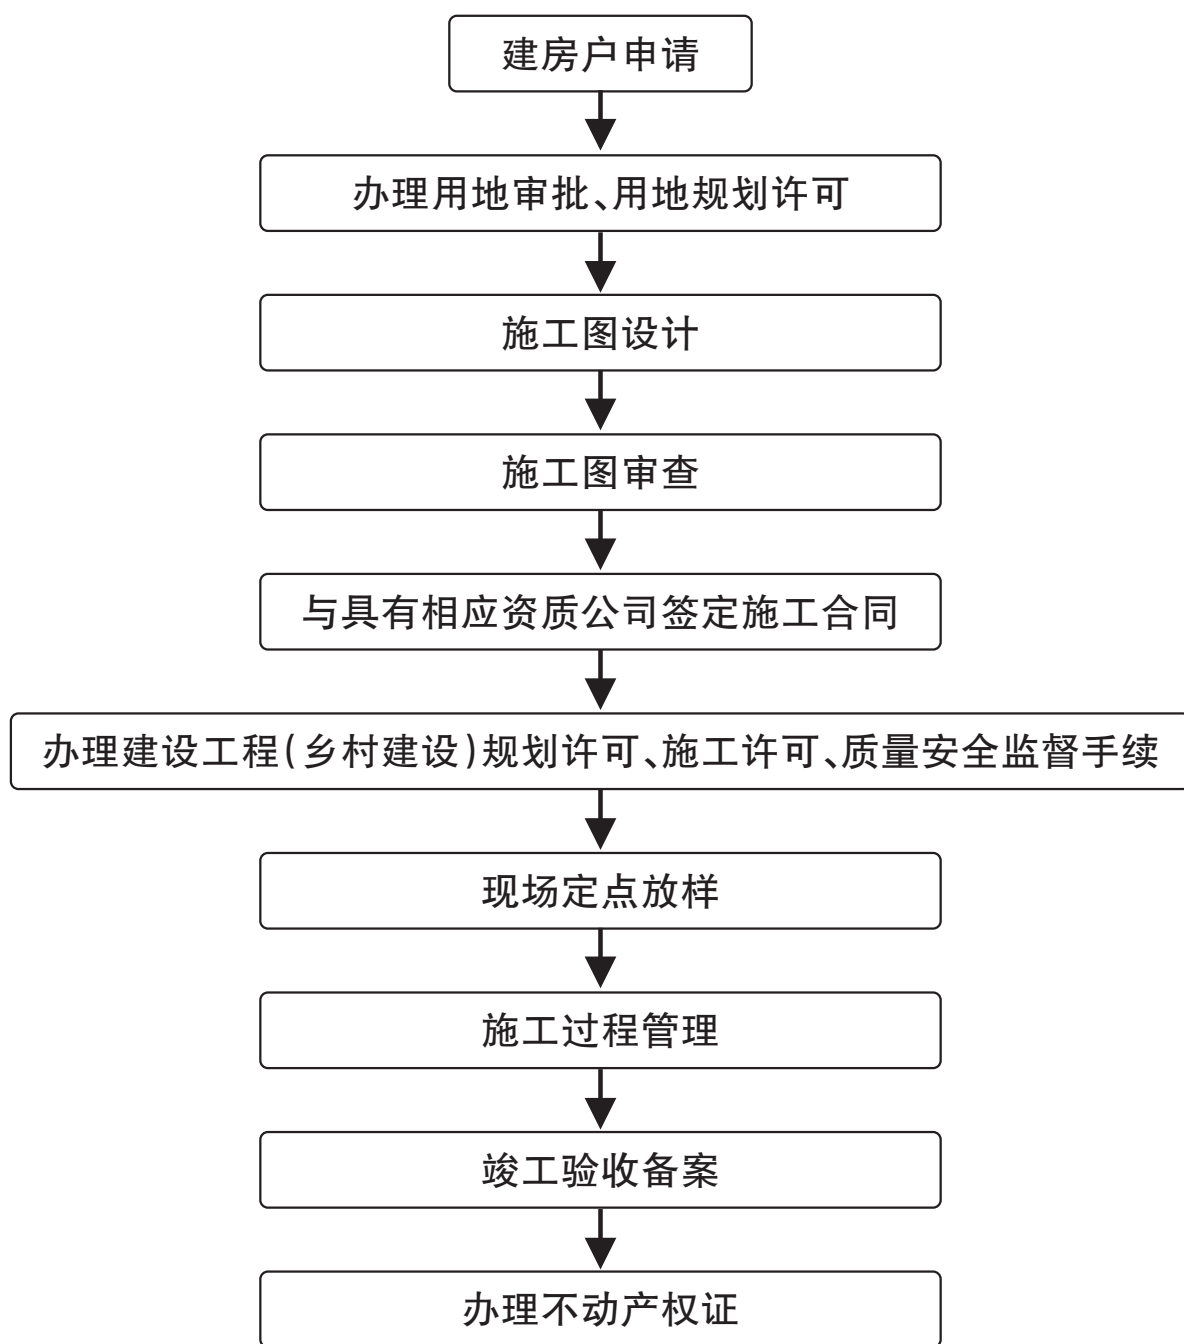 建房户申请
办理用地审批、用地规划许可
施工图设计
施工图审查
与具有相应资质公司签定施工合同
办理建设工程(乡村建设)规划许可、施工许可、质量安全监督手续
现场定点放样
施工过程管理
竣工验收备案
办理不动产权证